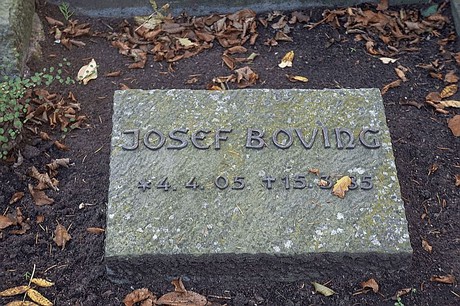 JOSEF BOVING
* 4. 4. 05 † 15. 3. 85